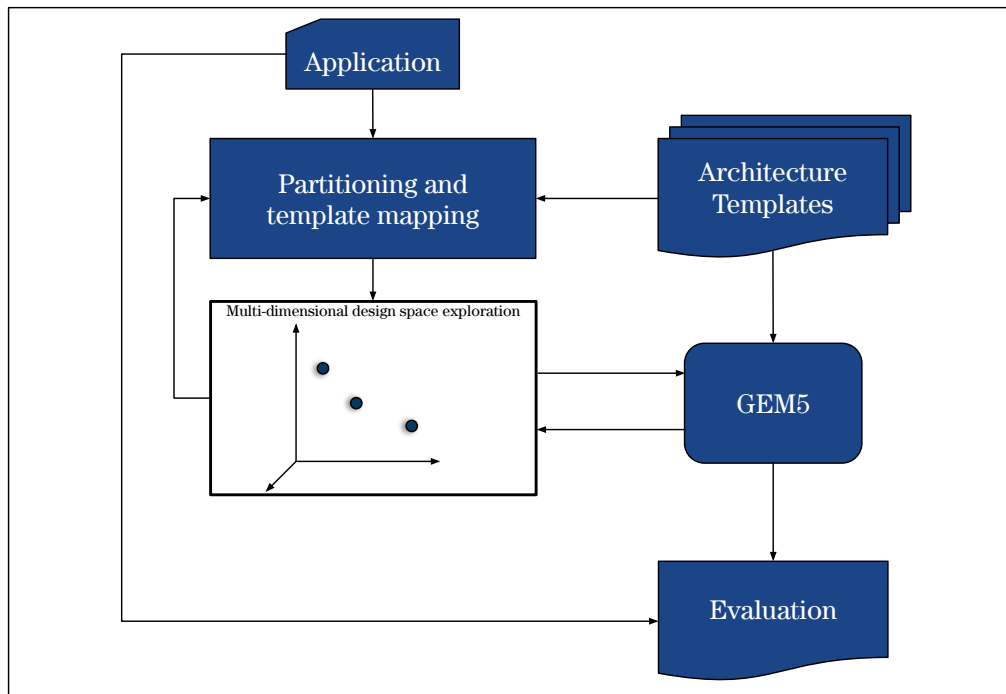 Application
Partitioning and
template mapping
Architecture
Templates
Multi-dimensional design space exploration
GEM5
Evaluation